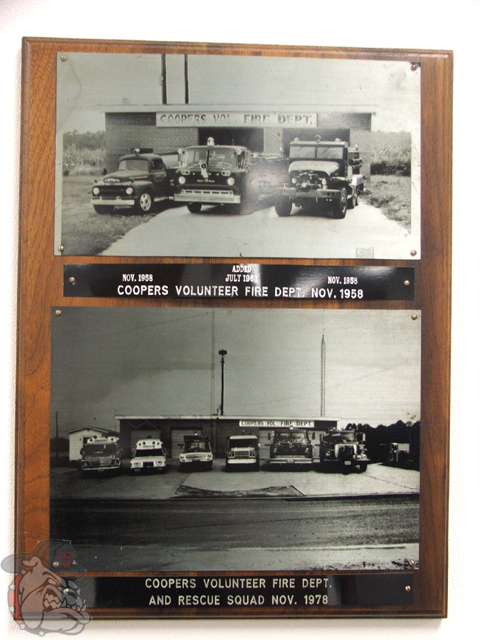 COOPERS VOL. FIRE DEPT.
ADDED
NOV. 1958 JULY 1968 NOV. 1958
COOPERS VOLUNTEER FIRE DEPT. NOV. 1958
COOPERS VOL. FIRE DEPT.
COOPERS VOLUNTEER FIRE DEPT.
AND RESCUE SQUAD NOV. 1978